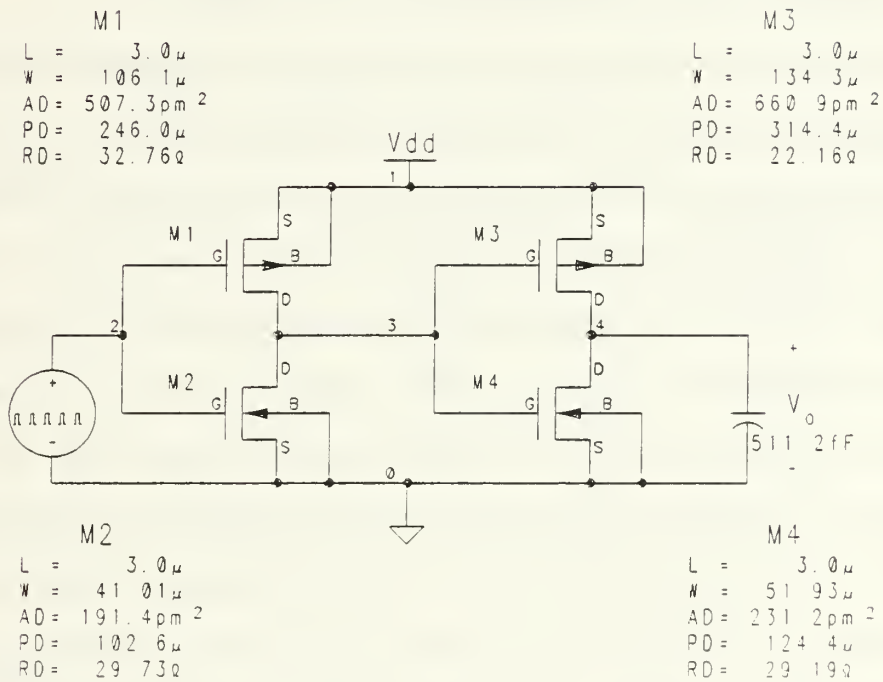 M1
L = 3.0µ
W = 106 1µ
AD= 507.3pm 2
PD= 246.0µ
RD= 32.76Ω
M3
L = 3.0µ
W = 134 3µ
AD= 660 9pm 2
PD= 314.4µ
RD= 22.16Ω
Vdd
1
S
S
M1
G
B
M3
G
B
D
D
2
3
4
+
D
D
+
M2
G
B
M4
G
B
V o
-
S
S
511 2fF
-
0
M2
L = 3.0µ
W = 41 01µ
AD= 191.4pm 2
PD= 102 6µ
RD= 29 73Ω
M4
L = 3.0µ
W = 51 93µ
AD= 231 2pm 2
PD= 124 4µ
RD= 29 19Ω